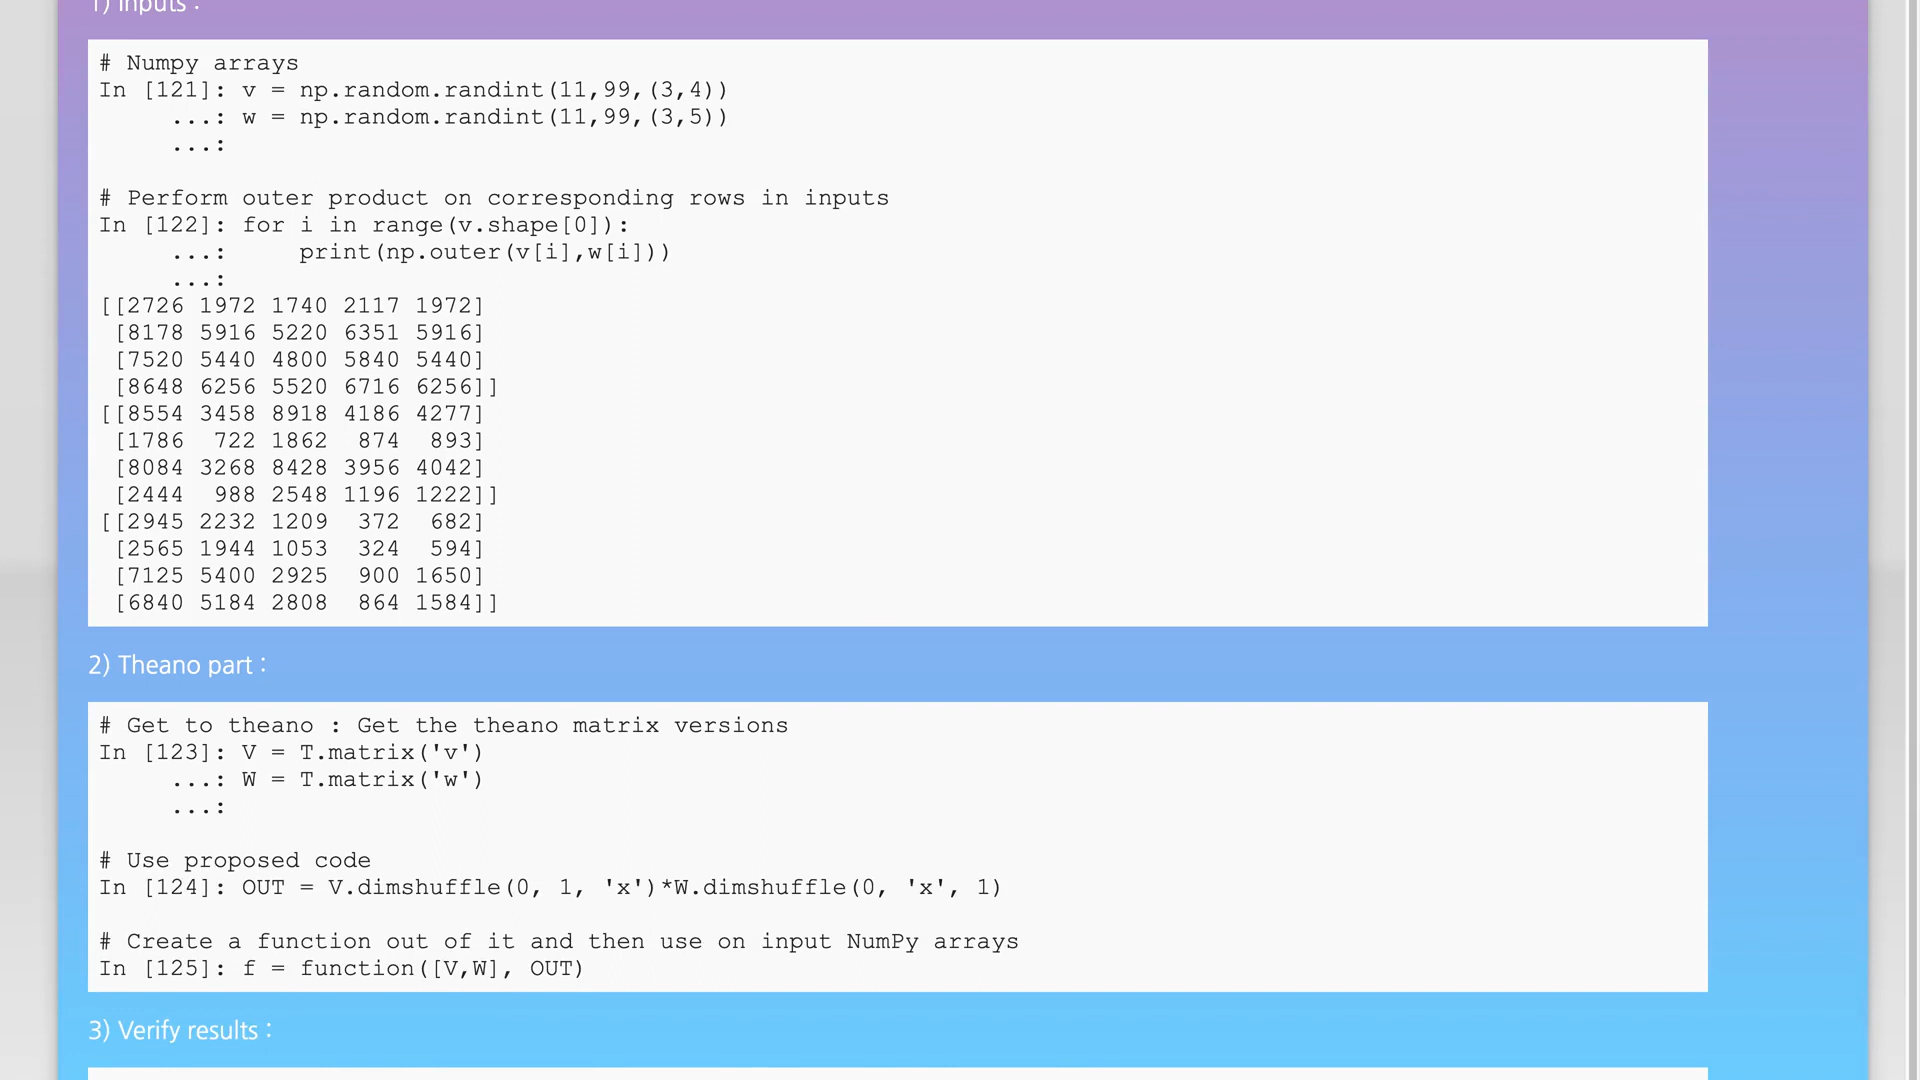 1) Inputs :
# Numpy arrays
In [121]: v = np.random.randint(11,99,(3,4))
     ...: w = np.random.randint(11,99,(3,5))
     ...:
# Perform outer product on corresponding rows in inputs
In [122]: for i in range(v.shape[0]):
     ...:     print(np.outer(v[i],w[i]))
     ...:
[[2726 1972 1740 2117 1972]
 [8178 5916 5220 6351 5916]
 [7520 5440 4800 5840 5440]
 [8648 6256 5520 6716 6256]]
[[8554 3458 8918 4186 4277]
 [1786  722 1862  874  893]
 [8084 3268 8428 3956 4042]
 [2444  988 2548 1196 1222]]
[[2945 2232 1209  372  682]
 [2565 1944 1053  324  594]
 [7125 5400 2925  900 1650]
 [6840 5184 2808  864 1584]]
2) Theano part :
# Get to theano : Get the theano matrix versions
In [123]: V = T.matrix('v')
     ...: W = T.matrix('w')
     ...:
# Use proposed code
In [124]: OUT = V.dimshuffle(0, 1, 'x')*W.dimshuffle(0, 'x', 1)
# Create a function out of it and then use on input NumPy arrays
In [125]: f = function([V,W], OUT)
3) Verify results :